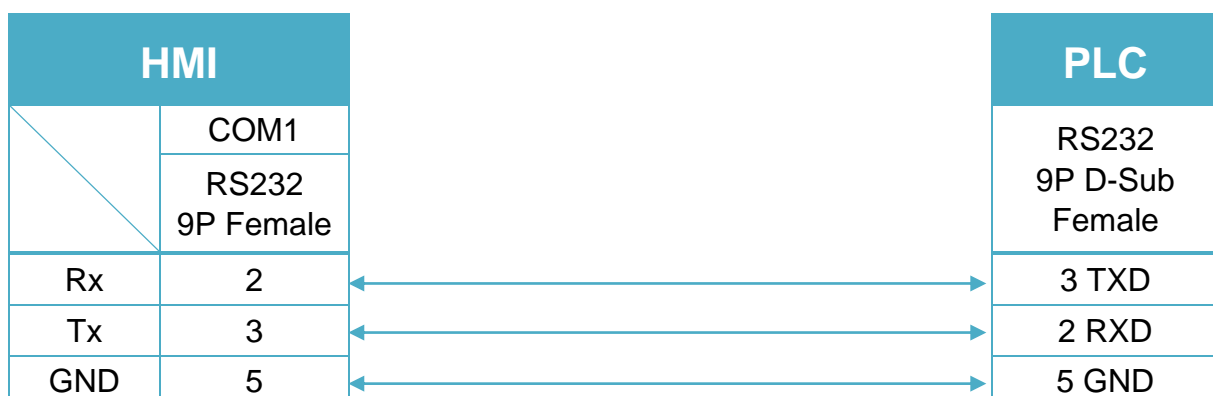 HMI
PLC
COM1
RS232
9P Female
RS232
9P D-Sub
Female
Rx 2 3 TXD
Tx 3 2 RXD
GND 5 5 GND